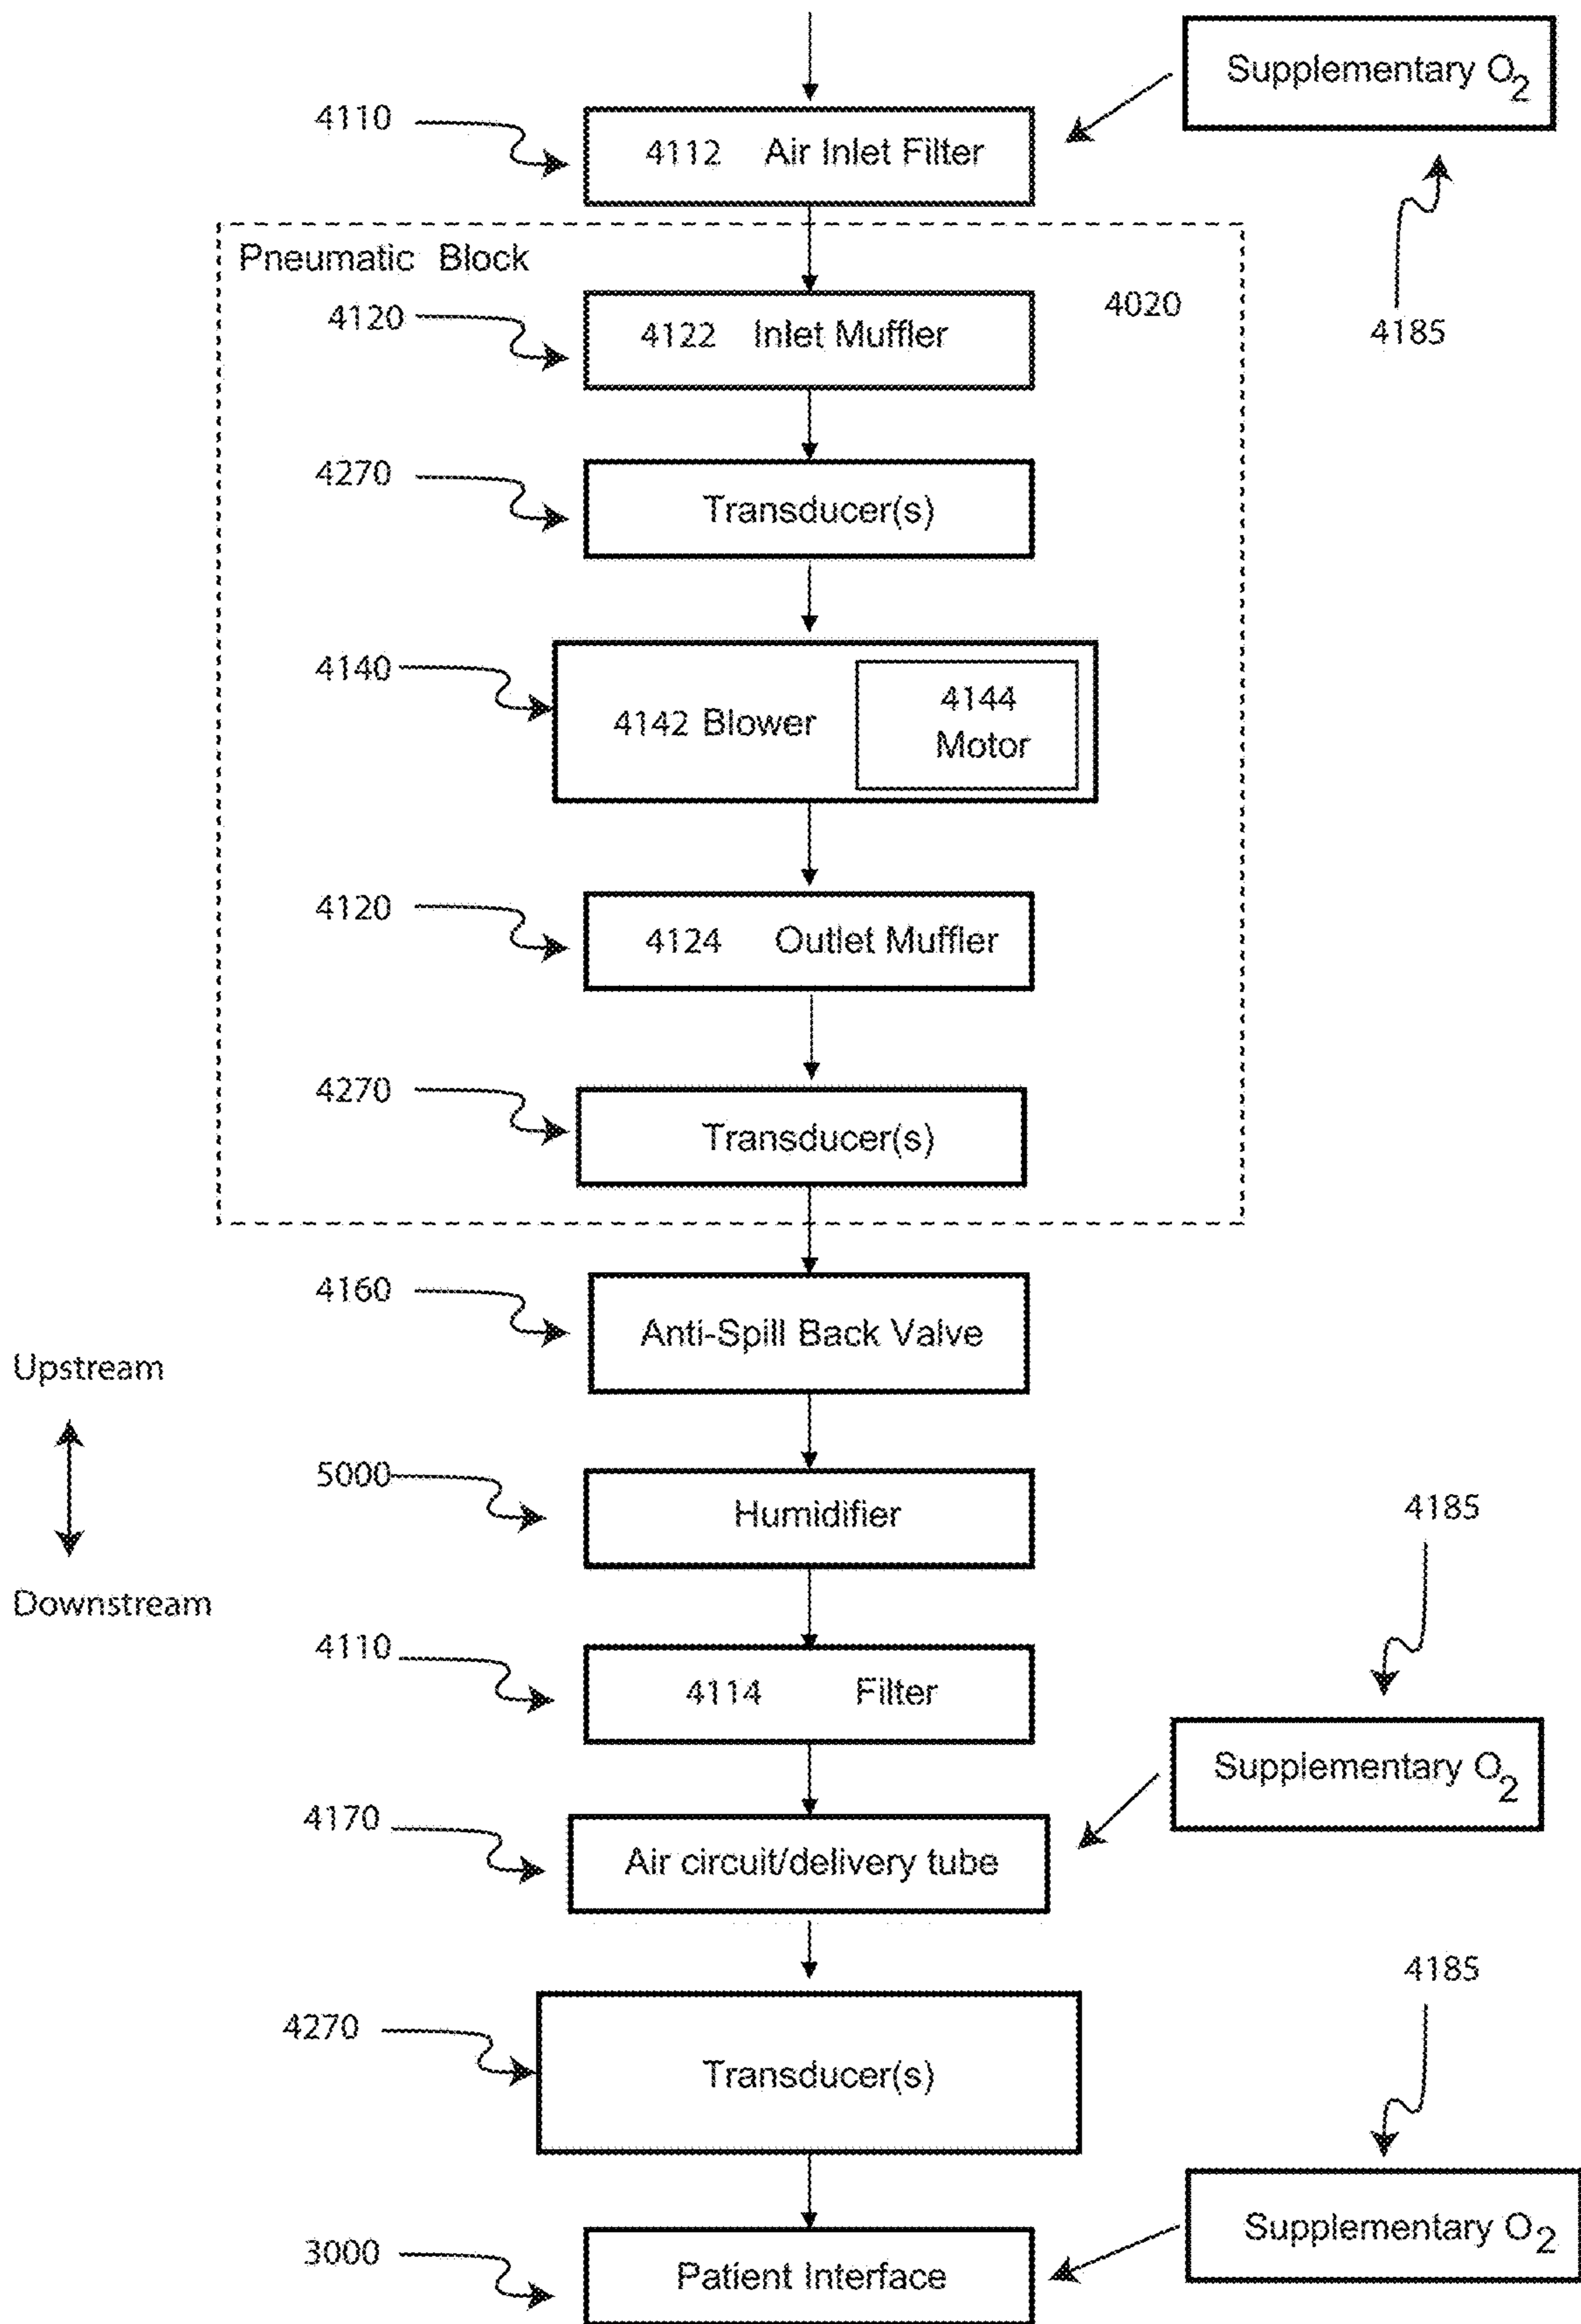 Supplementary O2
4110
4112 Air Inlet Filter
Pneumatic Block
4020
4185
4120
4122 Inlet Muffler
4270
Transducer(s)
4140
4142 Blower
4144
Motor
4120
4124 Outlet Muffler
4270
Transducer(s)
4160
Anti-Spill Back Valve
Upstream
Downstream
5000
Humidifier
4185
4110
4114 Filter
Supplementary O2
4170
Air circuit/delivery tube
4185
4270
Transducer(s)
Supplementary O2
3000
Patient Interface